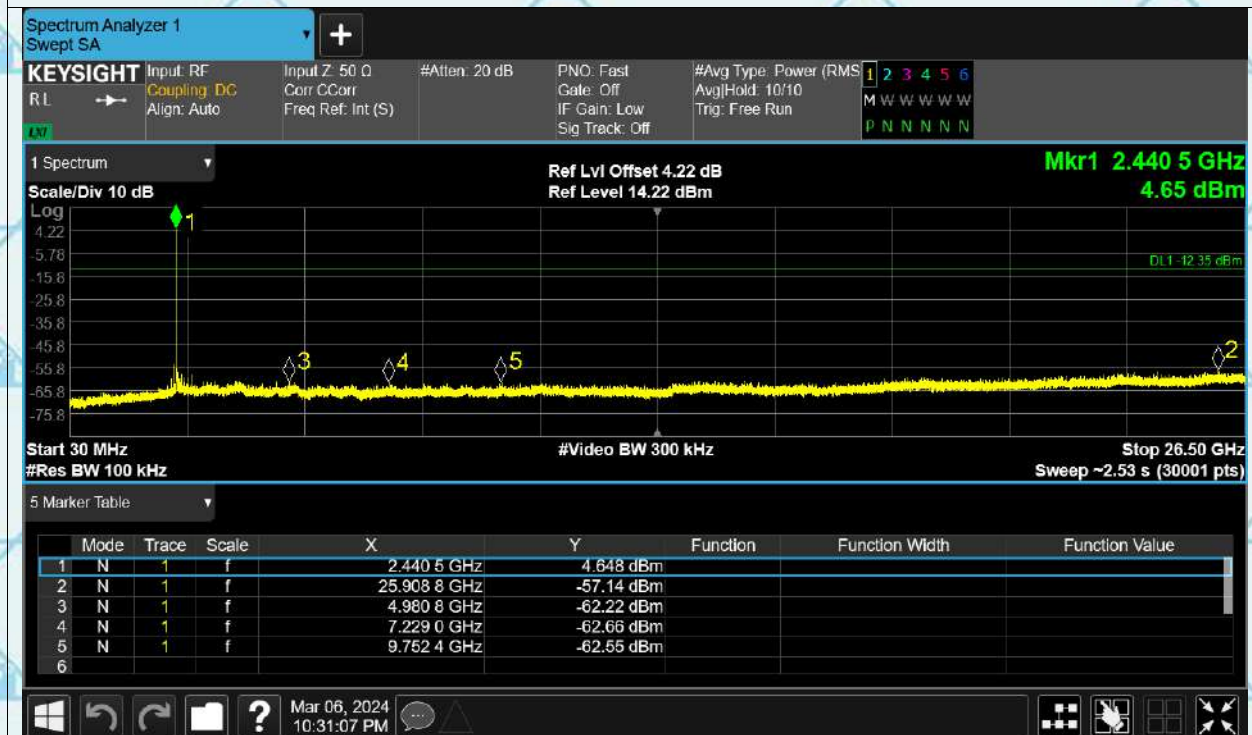 Spectrum Analyzer 1
Swept SA
+
KEYSIGHT
RL
LXI
Input: RF
Coupling: DC
Align: Auto
Input Z: 50 Ω
Corr CCorr
Freq Ref: Int (S)
#Atten: 20 dB
PNO: Fast
Gate: Off
IF Gain: Low
Sig Track: Off
#Avg Type: Power (RMS
Avg|Hold: 10/10
Trig: Free Run
1 2 3 4 5 6
M W W W W W
P N N N N N
1 Spectrum
Scale/Div 10 dB
Log
Ref Lvl Offset 4.22 dB
Ref Level 14.22 dBm
Mkr1 2.440 5 GHz
4.65 dBm
1
4.22
-5.78
DL1 -12.35 dBm
-15.8
-25.8
-35.8
-45.8
3 4 5 2
-55.8
-65.8
-75.8
Start 30 MHz #Video BW 300 kHz Stop 26.50 GHz
#Res BW 100 kHz Sweep ~2.53 s (30001 pts)
5 Marker Table
Mode Trace Scale X Y Function Function Width Function Value
1 N 1 f 2.440 5 GHz 4.648 dBm
2 N 1 f 25.908 8 GHz -57.14 dBm
3 N 1 f 4.980 8 GHz -62.22 dBm
4 N 1 f 7.229 0 GHz -62.66 dBm
5 N 1 f 9.752 4 GHz -62.55 dBm
6
?
Mar 06, 2024
10:31:07 PM